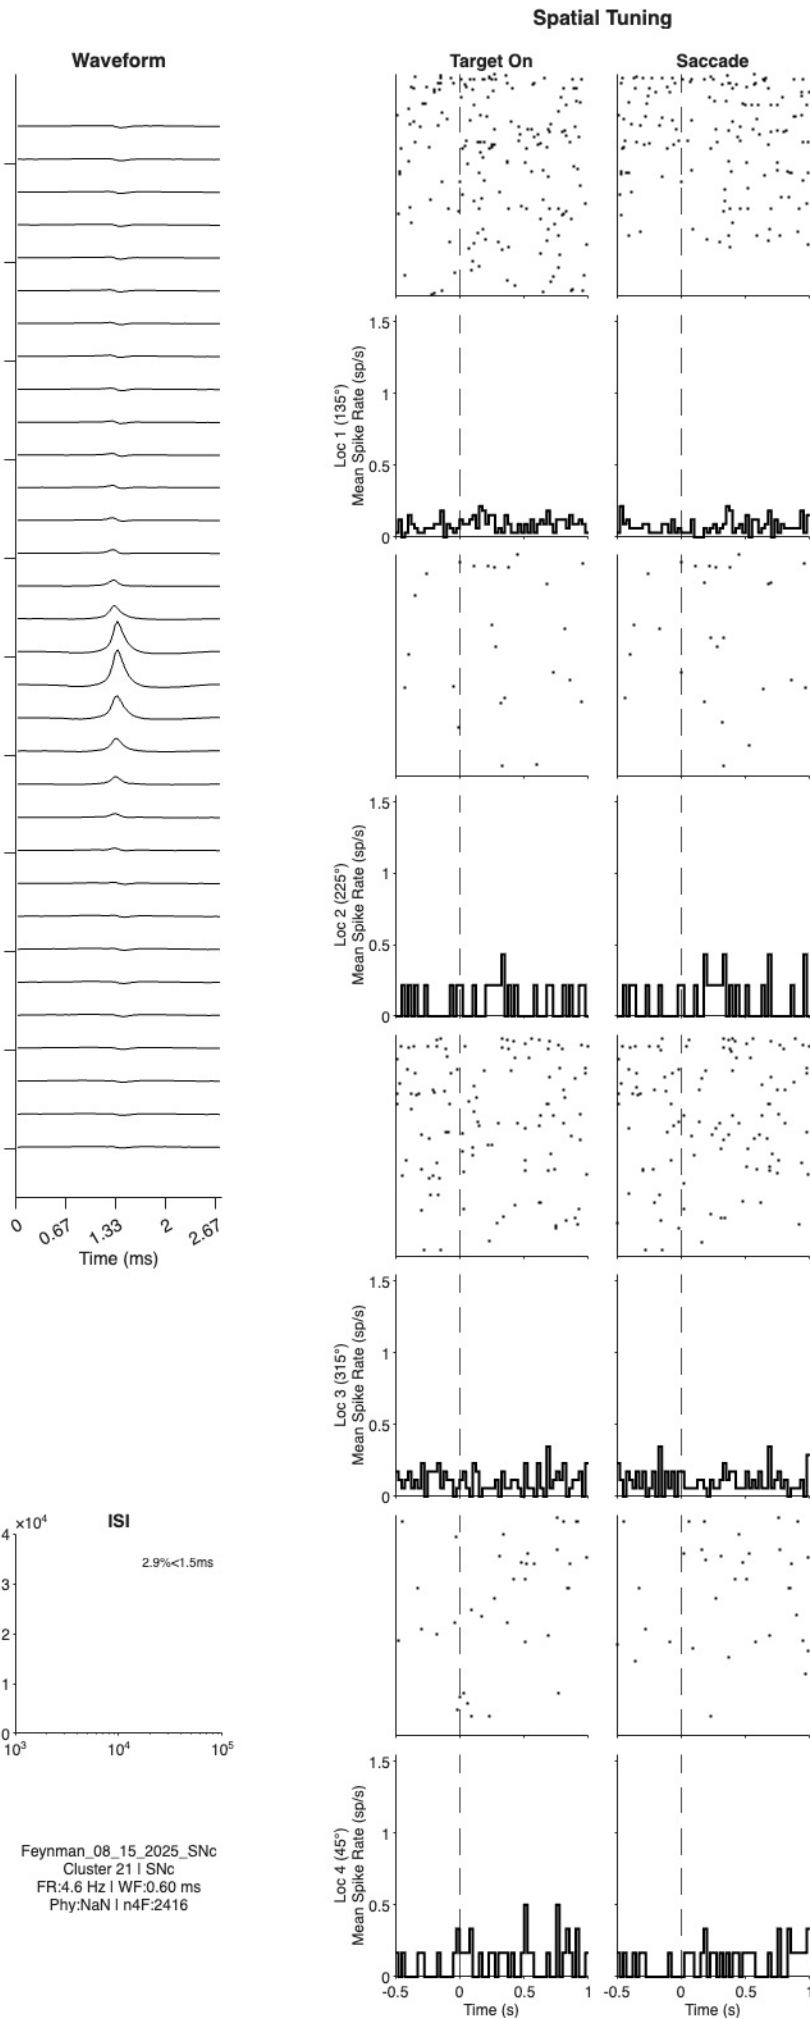 Spatial Tuning
Waveform
Target On
Saccade
1.5
1
0.5
0
Loc 1 (135°)
Mean Spike Rate (sp/s)
1.5
1
0.5
0
Loc 2 (225°)
Mean Spike Rate (sp/s)
0 0.67 1.33 2 2.67
Time (ms)
1.5
1
0.5
0
Loc 3 (315°)
Mean Spike Rate (sp/s)
ISI
×10⁴
4
3
2
1
0
2.9%<1.5ms
10³ 10⁴ 10⁵
1.5
1
0.5
0
Loc 4 (45°)
Mean Spike Rate (sp/s)
Feynman_08_15_2025_SNc
Cluster 21 | SNc
FR:4.6 Hz | WF:0.60 ms
Phy:NaN | n4F:2416
-0.5 0 0.5 1
Time (s)
-0.5 0 0.5 1
Time (s)